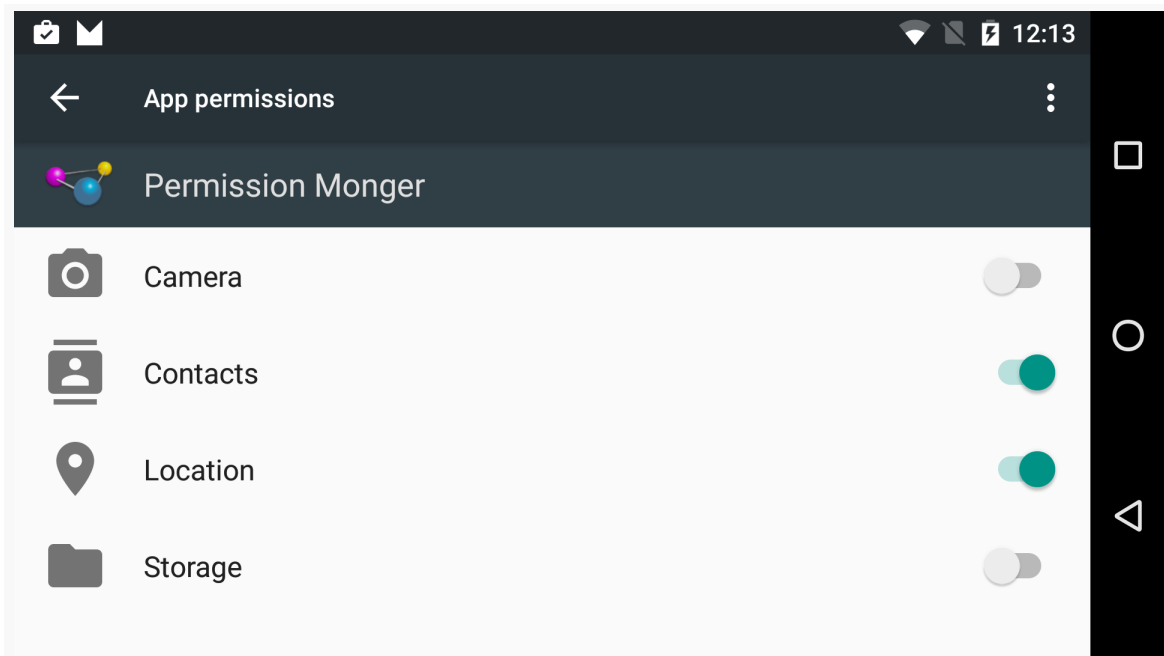 12:13
App permissions
Permission Monger
Camera
Contacts
Location
Storage